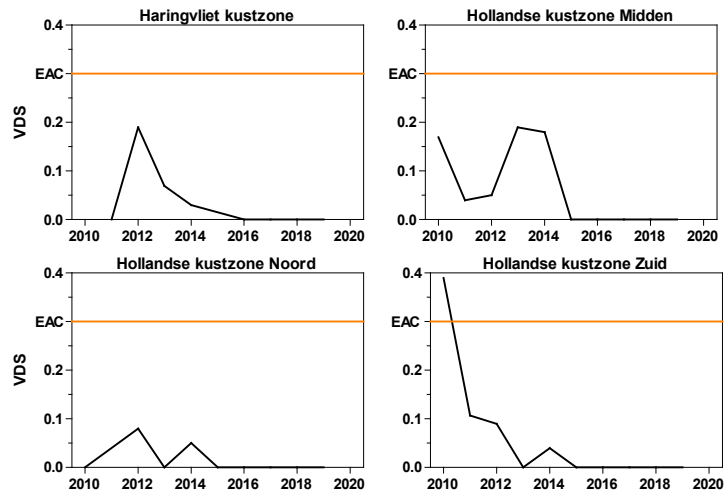 Haringvliet kustzone
Hollandse kustzone Midden
0.4
EAC
0.2
0.1
0.0
VDS
2010 2012 2014 2016 2018 2020
0.4
EAC
0.2
0.1
0.0
2010 2012 2014 2016 2018 2020
Hollandse kustzone Noord
Hollandse kustzone Zuid
0.4
EAC
0.2
0.1
0.0
VDS
2010 2012 2014 2016 2018 2020
0.4
EAC
0.2
0.1
0.0
2010 2012 2014 2016 2018 2020